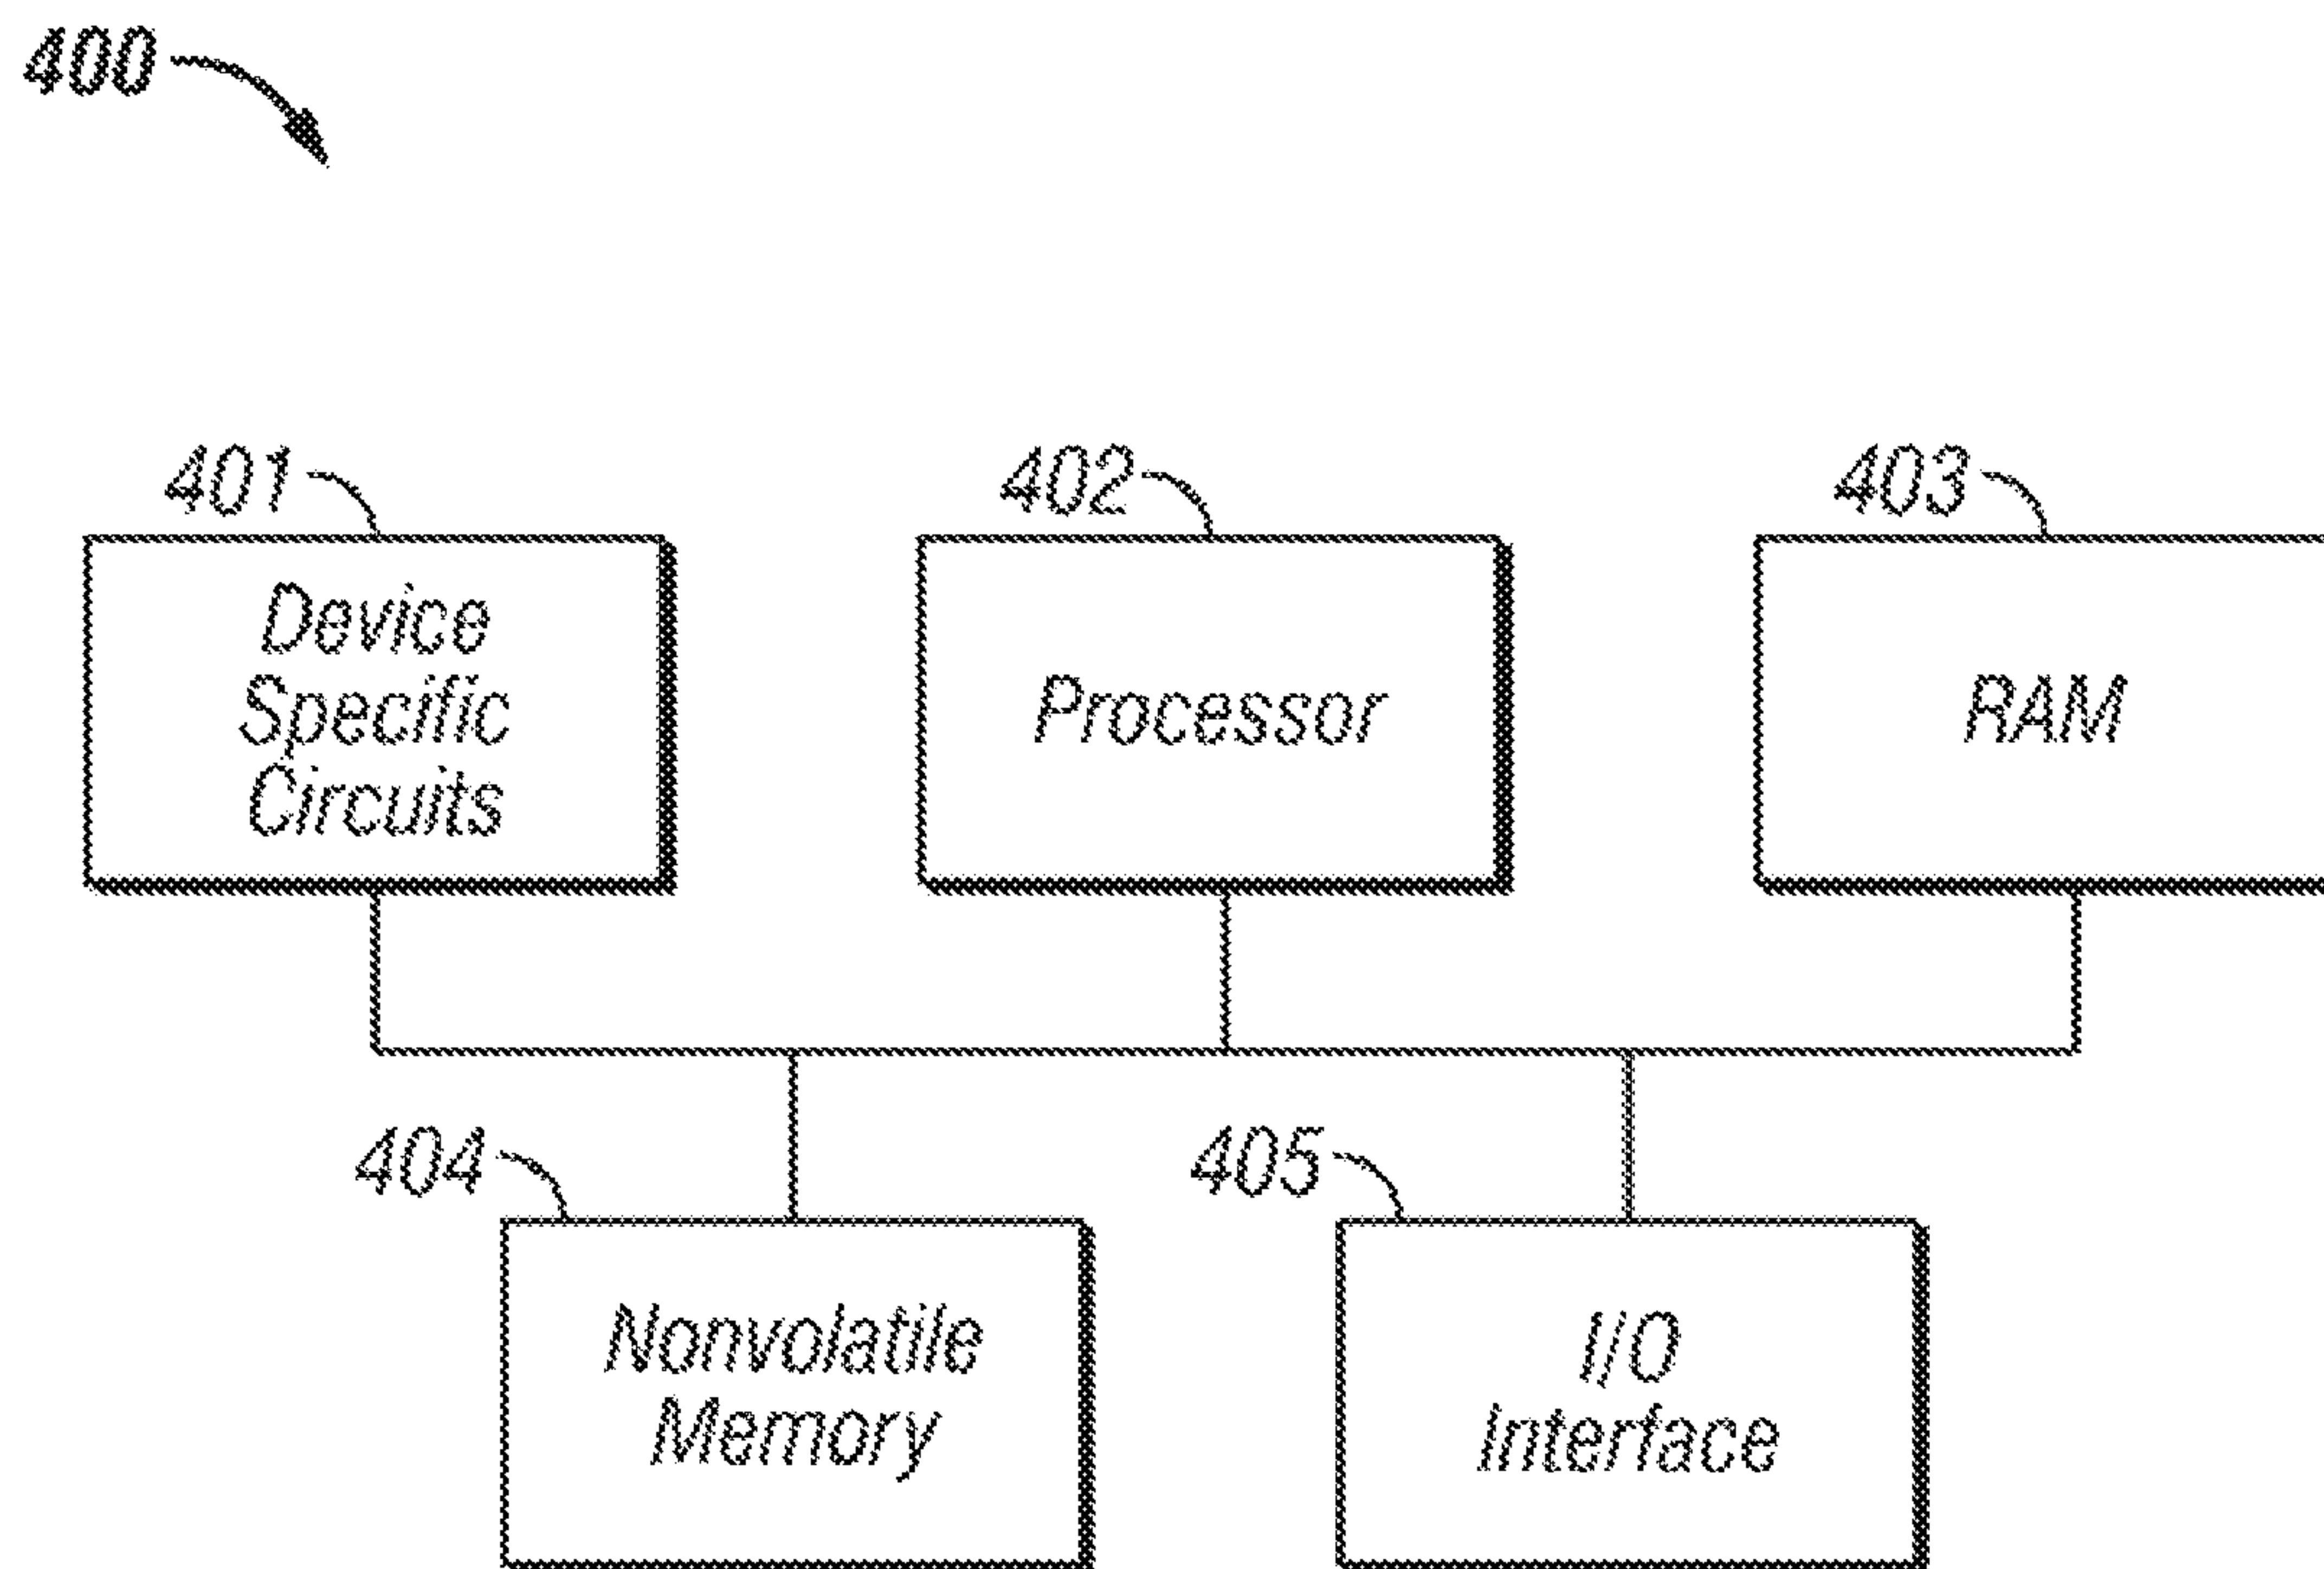 400
401
402
403
Device
Specific
Circuits
Processor
RAM
404
405
Nonvolatile
Memory
I/O
Interface